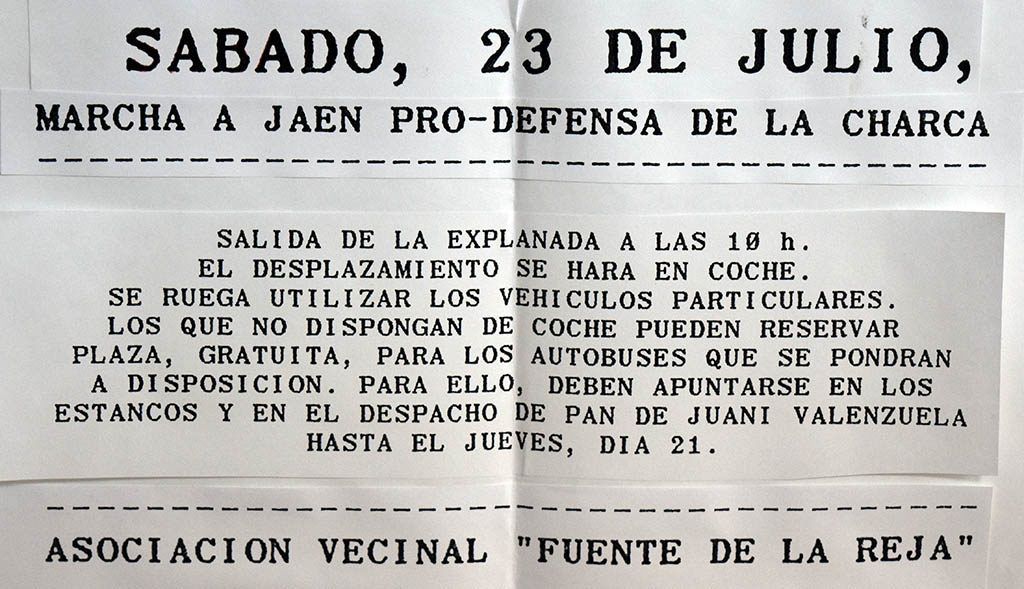 SABADO, 23 DE JULIO,
MARCHA A JAEN PRO-DEFENSA DE LA CHARCA
SALIDA DE LA EXPLANADA A LAS 10 h.
EL DESPLAZAMIENTO SE HARA EN COCHE.
SE RUEGA UTILIZAR LOS VEHICULOS PARTICULARES.
LOS QUE NO DISPONGAN DE COCHE PUEDEN RESERVAR
PLAZA, GRATUITA, PARA LOS AUTOBUSES QUE SE PONDRAN
A DISPOSICION. PARA ELLO, DEBEN APUNTARSE EN LOS
ESTANCOS Y EN EL DESPACHO DE PAN DE JUANI VALENZUELA
HASTA EL JUEVES, DIA 21.
ASOCIACION VECINAL "FUENTE DE LA REJA"